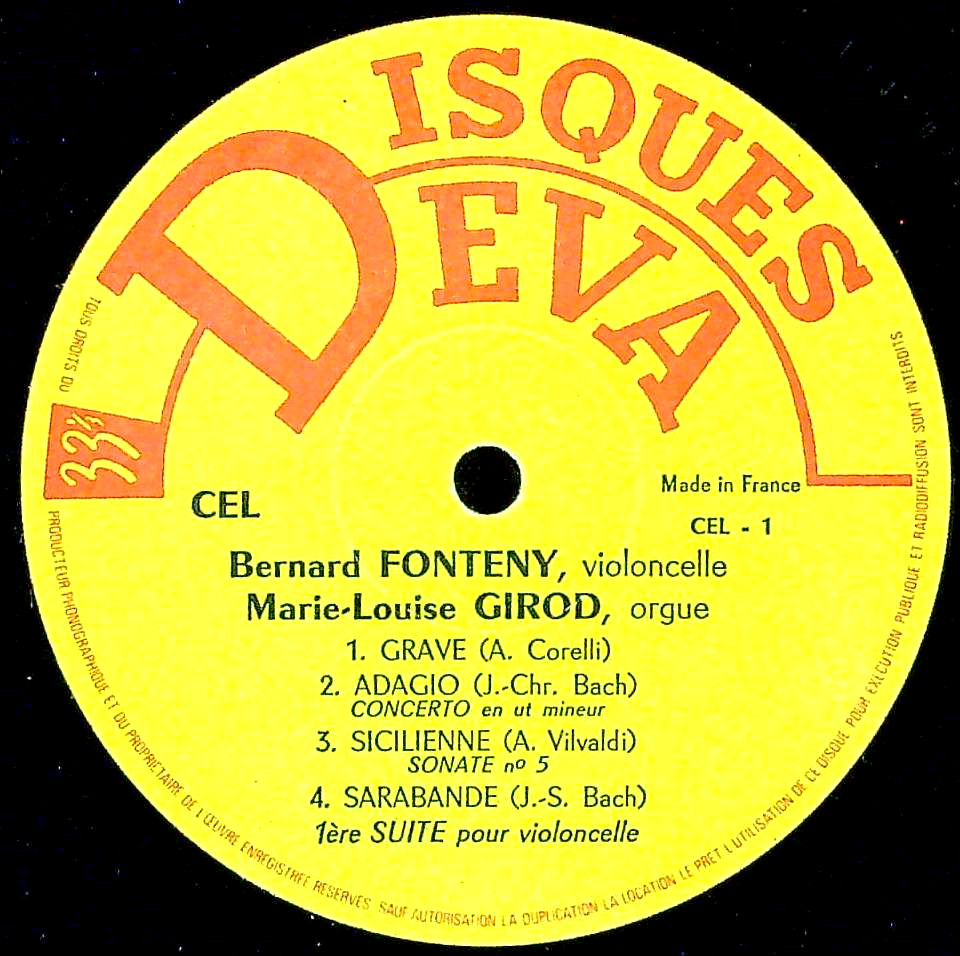 DISQUES
DEVA
33⅓
CEL
Made in France
CEL - 1
Bernard FONTENY, violoncelle
Marie-Louise GIROD, orgue
1. GRAVE (A. Corelli)
2. ADAGIO (J.-Chr. Bach)
CONCERTO en ut mineur
3. SICILIENNE (A. Vilvaldi)
SONATE nº 5
4. SARABANDE (J.-S. Bach)
1ère SUITE pour violoncelle
TOUS DROITS DU PRODUCTEUR PHONOGRAPHIQUE ET DU PROPRIETAIRE DE L'ŒUVRE ENREGISTREE RESERVES SAUF AUTORISATION LA DUPLICATION LA LOCATION LE PRET L'UTILISATION DE CE DISQUE POUR EXECUTION PUBLIQUE ET RADIODIFFUSION SONT INTERDITS